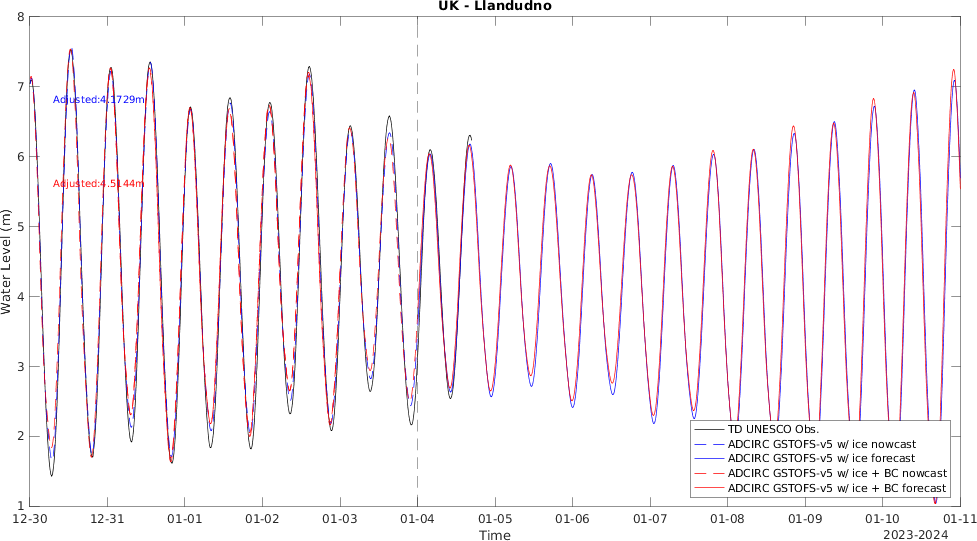 UK - Llandudno
8
7
6
5
4
3
2
1
Water Level (m)
Adjusted:4.1729m
Adjusted:4.5144m
TD UNESCO Obs.
ADCIRC GSTOFS-v5 w/ ice nowcast
ADCIRC GSTOFS-v5 w/ ice forecast
ADCIRC GSTOFS-v5 w/ ice + BC nowcast
ADCIRC GSTOFS-v5 w/ ice + BC forecast
12-30 12-31 01-01 01-02 01-03 01-04 01-05 01-06 01-07 01-08 01-09 01-10 01-11
Time
2023-2024